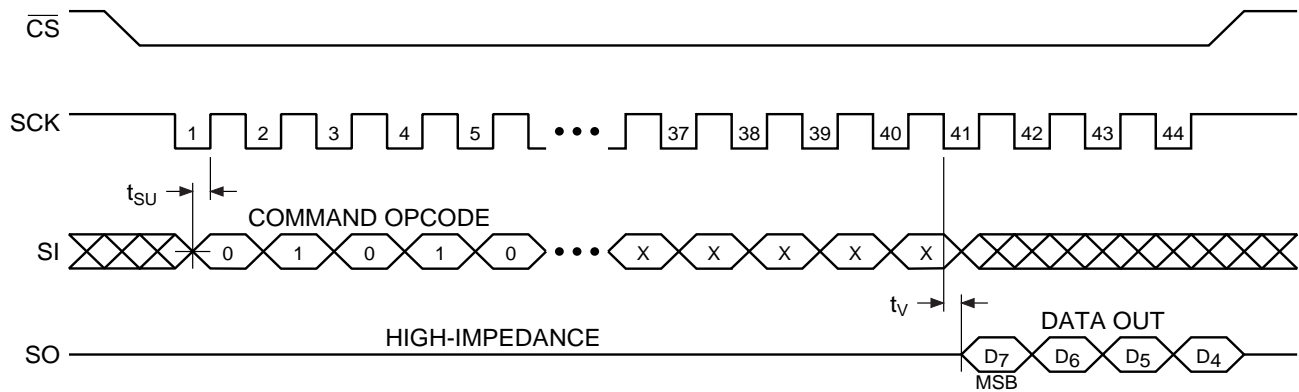 CS
SCK 1 2 3 4 5 ••• 37 38 39 40 41 42 43 44
tSU
COMMAND OPCODE
SI 0 1 0 1 0 ••• X X X X X
tV
HIGH-IMPEDANCE DATA OUT
SO D7 D6 D5 D4
MSB